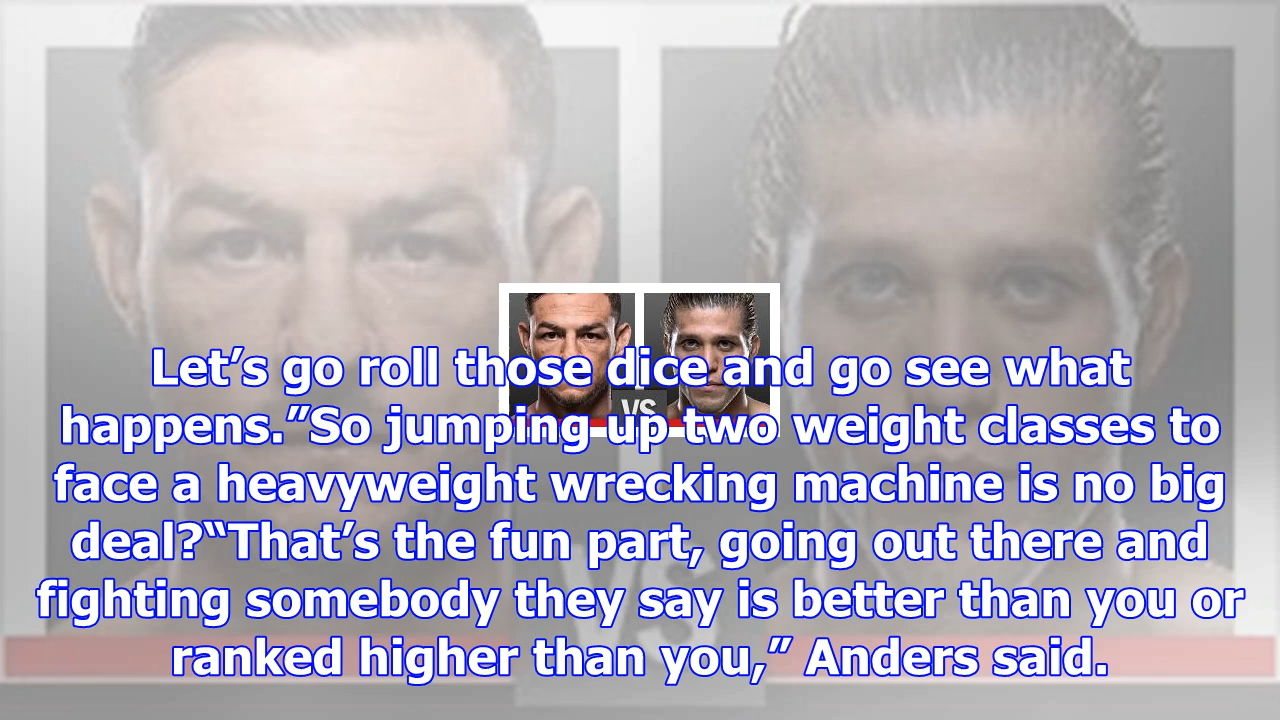 VS
Let’s go roll those dice and go see what
happens.”So jumping up two weight classes to
face a heavyweight wrecking machine is no big
deal?“That’s the fun part, going out there and
fighting somebody they say is better than you or
ranked higher than you,” Anders said.
VS